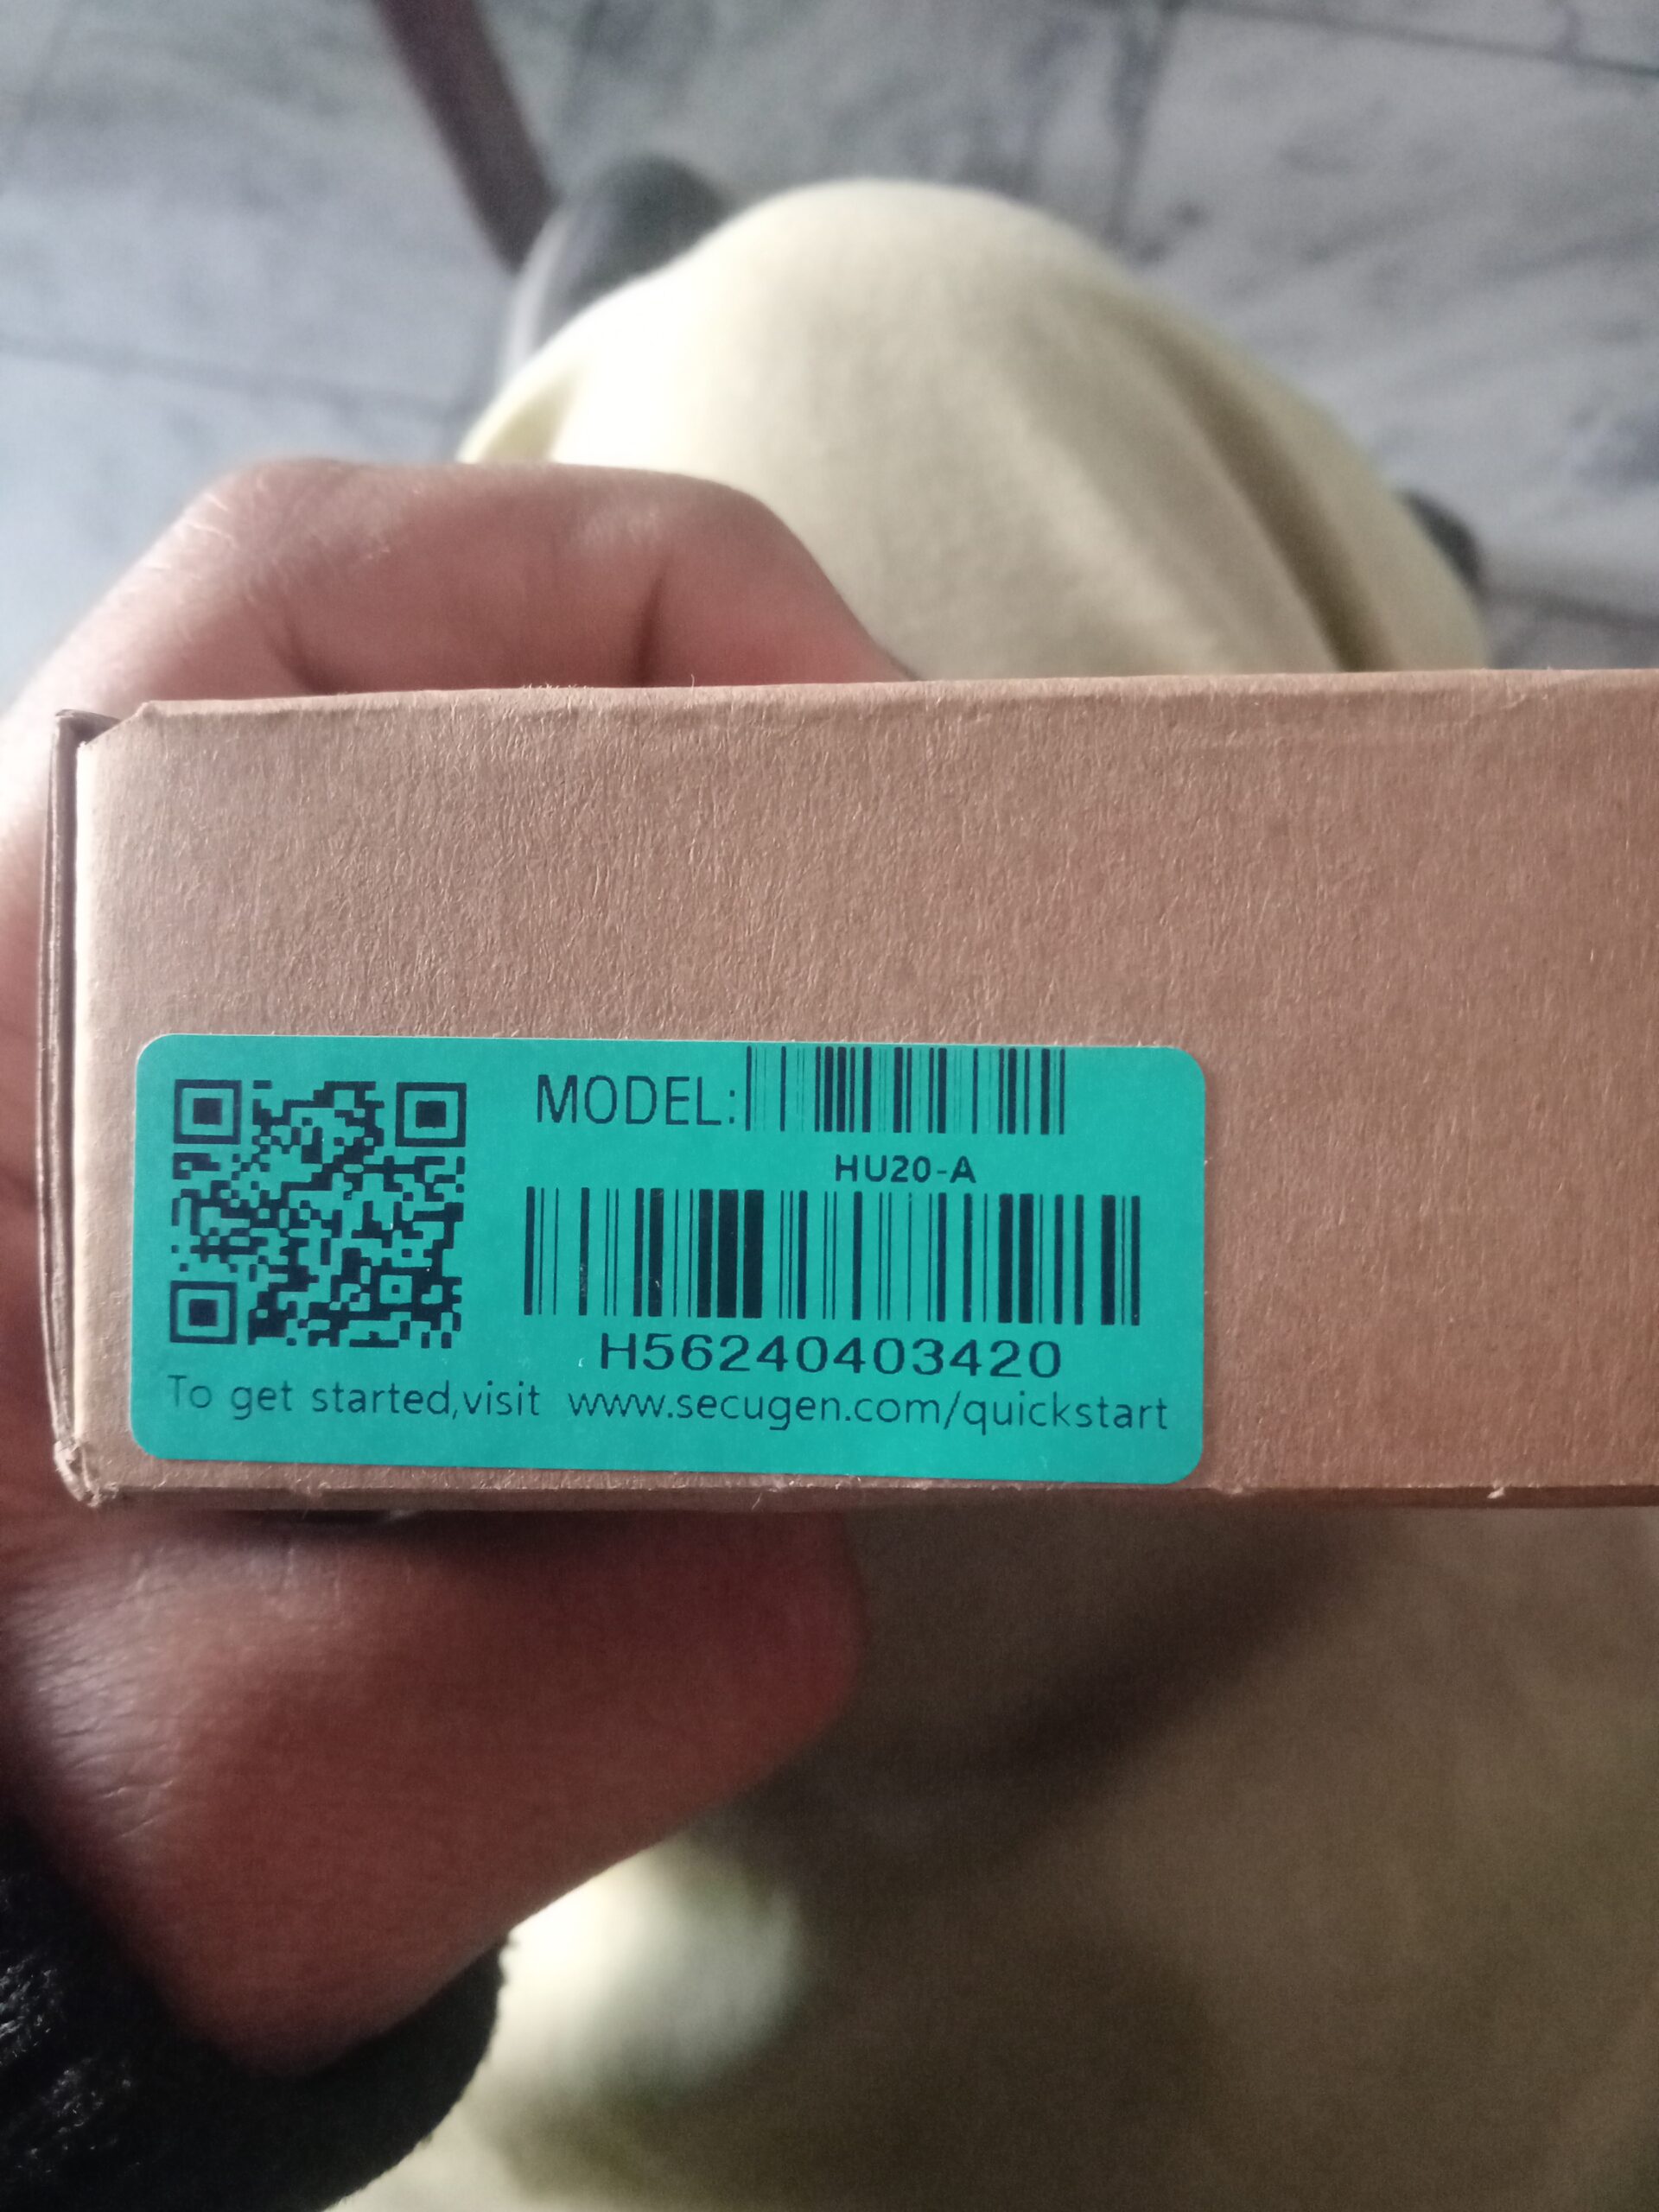 MODEL:
HU20-A
H56240403420
To get started,visit www.secugen.com/quickstart